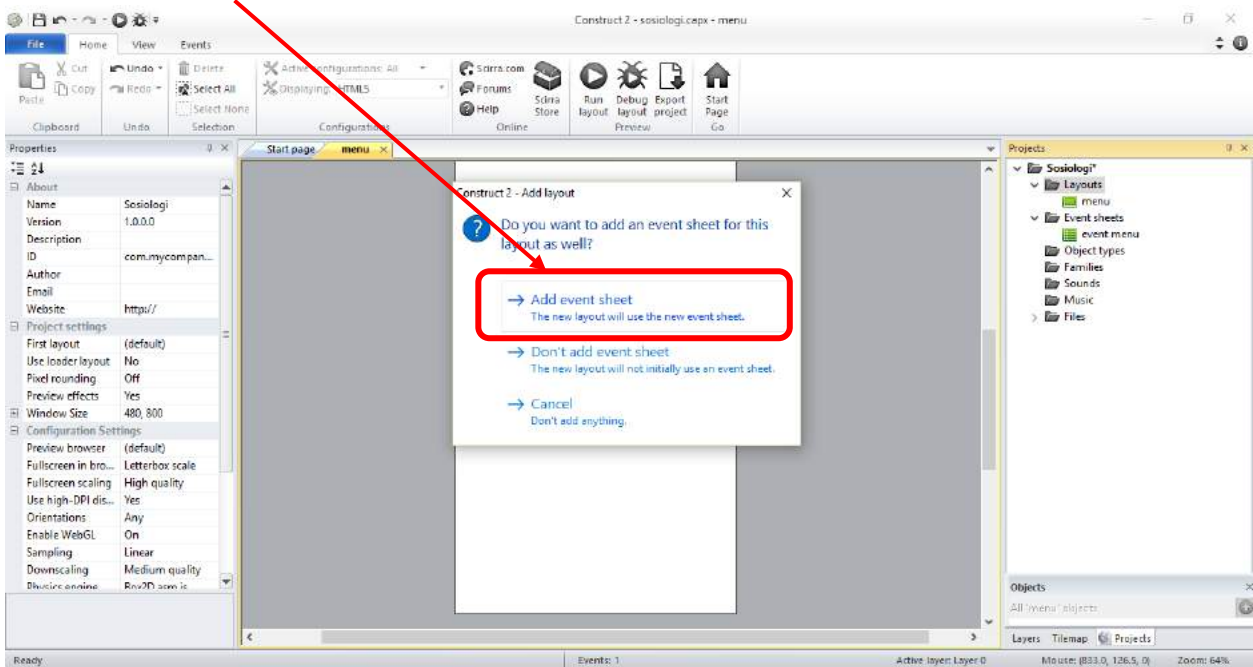 Construct 2 - sosiologi.capx - menu
File Home View Events
Paste
Cut
Copy
Clipboard
Undo
Redo
Undo
Delete
Select All
Select None
Selection
Active configurations: All
Displaying: HTML5
Configurations
Scirra.com
Forums
Help
Scirra Store
Online
Run layout
Debug layout
Export project
Preview
Start Page
Go
Properties
About
Name Sosiologi
Version 1.0.0.0
Description
ID com.mycompan...
Author
Email
Website http://
Project settings
First layout (default)
Use loader layout No
Pixel rounding Off
Preview effects Yes
Window Size 480, 800
Configuration Settings
Preview browser (default)
Fullscreen in bro... Letterbox scale
Fullscreen scaling High quality
Use high-DPI dis... Yes
Orientations Any
Enable WebGL On
Sampling Linear
Downscaling Medium quality
Physics engine Box2D asm.js
Start page menu
Construct 2 - Add layout
Do you want to add an event sheet for this
layout as well?
Add event sheet
The new layout will use the new event sheet.
Don't add event sheet
The new layout will not initially use an event sheet.
Cancel
Don't add anything.
Projects
Sosiologi*
Layouts
menu
Event sheets
event menu
Object types
Families
Sounds
Music
Files
Objects
All 'menu' objects
Layers Tilemap Projects
Ready Events: 1 Active layer: Layer 0 Mouse: (833.0, 126.5, 0) Zoom: 64%